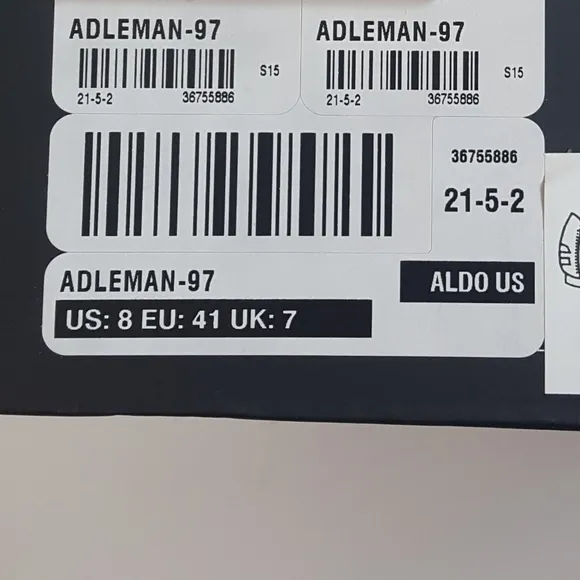 ADLEMAN-97
S15
21-5-2 36755886
ADLEMAN-97
S15
21-5-2 36755886
36755886
21-5-2
ADLEMAN-97
ALDO US
US: 8 EU: 41 UK: 7